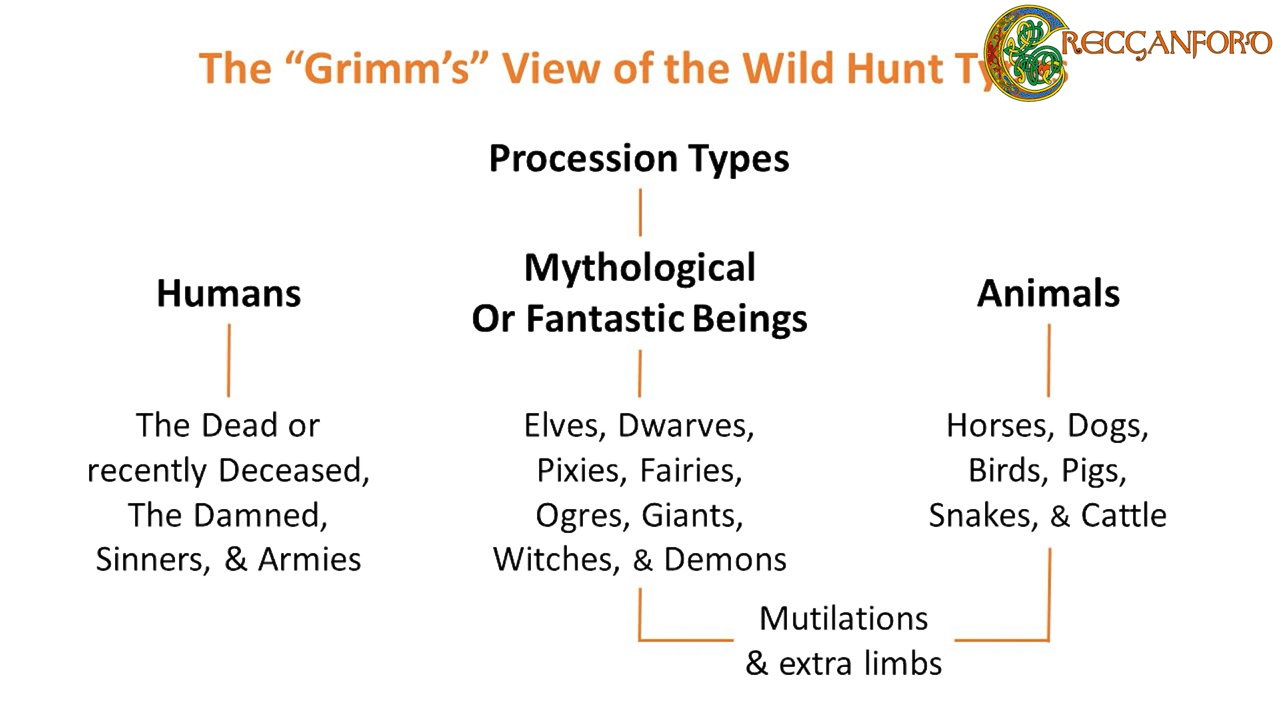 The “Grimm’s” View of the Wild Hunt
CRECGANFORD
Procession Types
Humans
Mythological
Or Fantastic Beings
Animals
The Dead or
recently Deceased,
The Damned,
Sinners, & Armies
Elves, Dwarves,
Pixies, Fairies,
Ogres, Giants,
Witches, & Demons
Horses, Dogs,
Birds, Pigs,
Snakes, & Cattle
Mutilations
& extra limbs